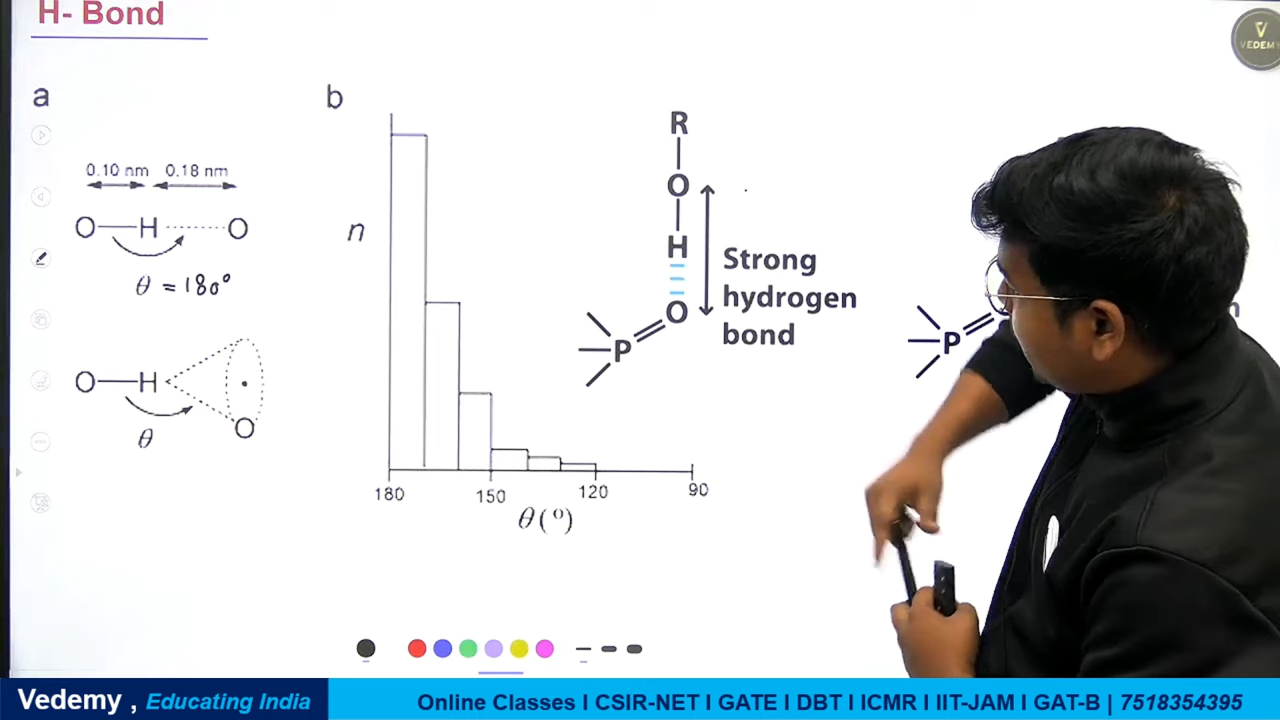 H- Bond
V
VEDEMY
a
0.10 nm 0.18 nm
O H O
θ = 180°
O H
θ
O
b
n
180 150 120 90
θ(°)
R
O
H
O
P
Strong
hydrogen
bond
P
Vedemy , Educating India
Online Classes I CSIR-NET I GATE I DBT I ICMR I IIT-JAM I GAT-B | 7518354395